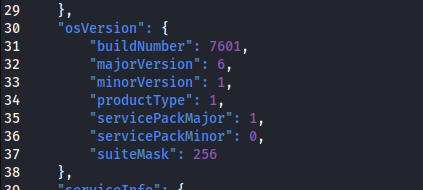 29 },
30 "osVersion": {
31 "buildNumber": 7601,
32 "majorVersion": 6,
33 "minorVersion": 1,
34 "productType": 1,
35 "servicePackMajor": 1,
36 "servicePackMinor": 0,
37 "suiteMask": 256
38 },
39 "serviceInfo": {